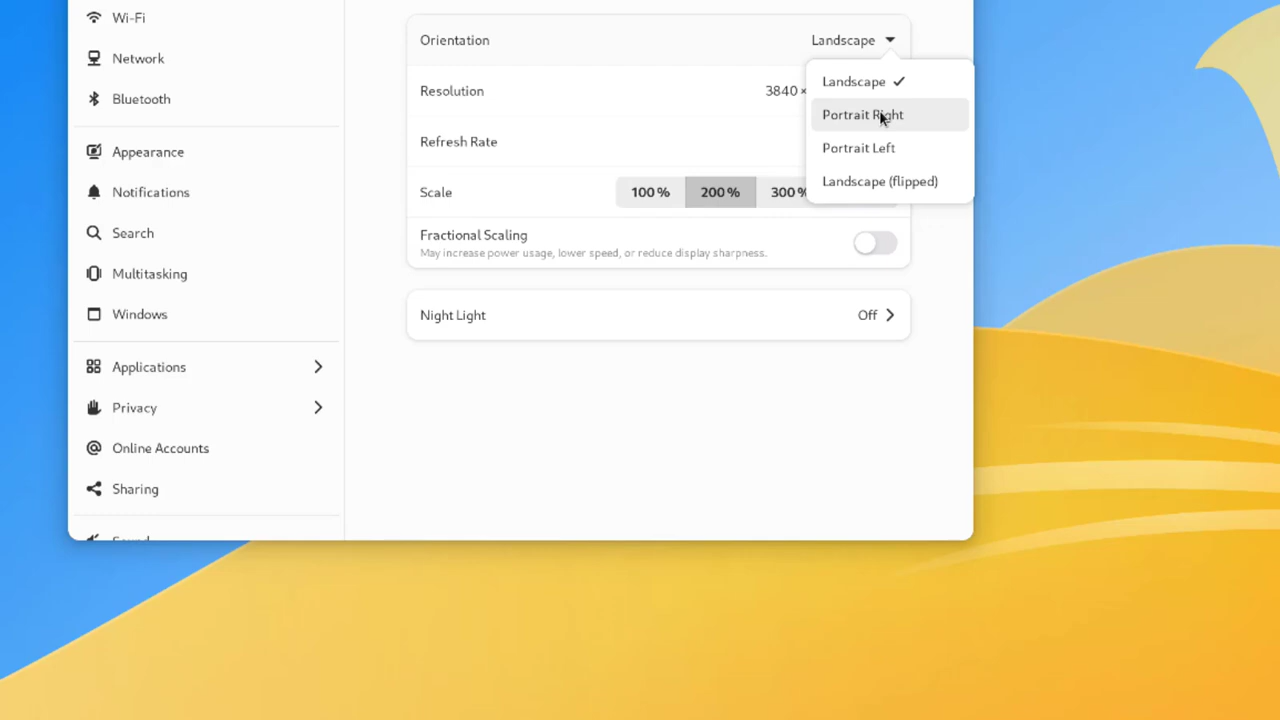 Wi-Fi
Network
Bluetooth
Appearance
Notifications
Search
Multitasking
Windows
Applications
Privacy
Online Accounts
Sharing
Sound
Orientation
Landscape
Resolution
3840 ×
Refresh Rate
Scale
100 %
200 %
300 %
Fractional Scaling
May increase power usage, lower speed, or reduce display sharpness.
Night Light
Off
Landscape
Portrait Right
Portrait Left
Landscape (flipped)